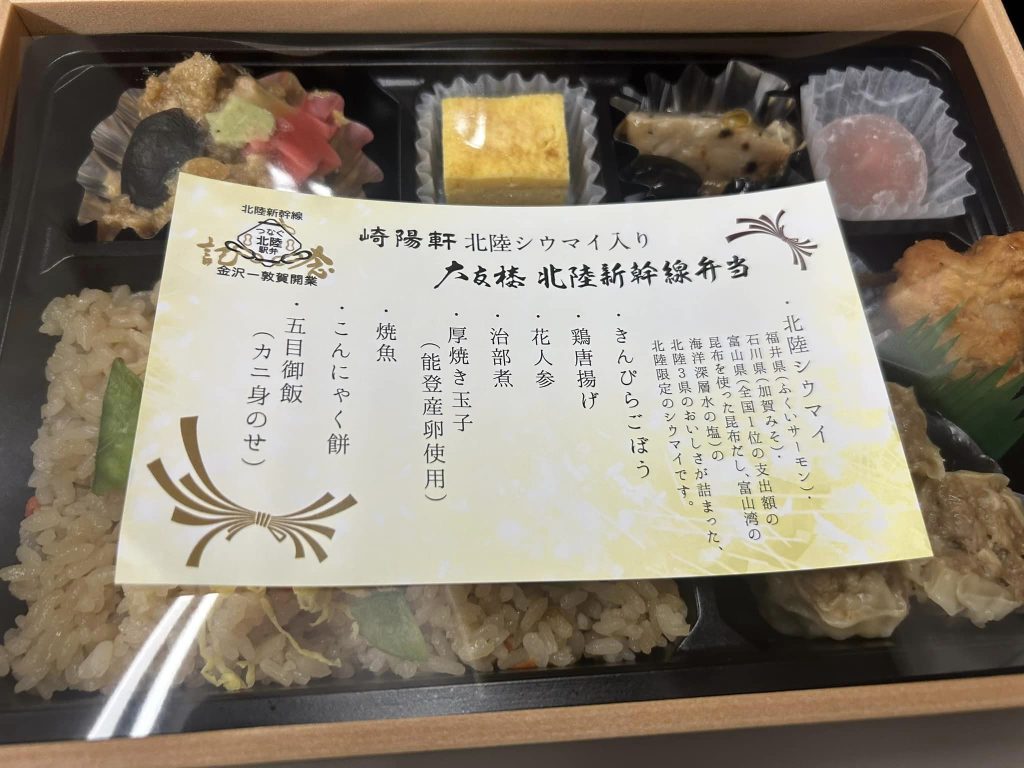 北陸新幹線
つなぐ
北陸
駅弁
記念
金沢ー敦賀開業
崎陽軒 北陸シウマイ入り
大友楼 北陸新幹線弁当
・北陸シウマイ
福井県(ふくいサーモン)・
石川県(加賀みそ)・
富山県(全国1位の支出額の
昆布を使った昆布だし、富山湾の
海洋深層水の塩)の
北陸3県のおいしさが詰まった、
北陸限定のシウマイです。
・きんぴらごぼう
・鶏唐揚げ
・花人参
・治部煮
・厚焼き玉子
(能登産卵使用)
・焼魚
・こんにゃく餅
・五目御飯
(カニ身のせ)